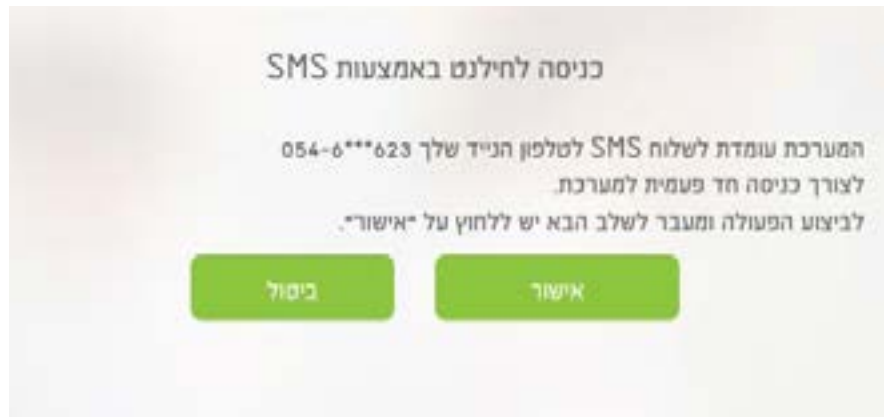 כניסה לחילנט באמצעות SMS
המערכת עומדת לשלוח SMS לטלפון הנייד שלך 054-6***623
לצורך כניסה חד פעמית למערכת.
לביצוע הפעולה ומעבר לשלב הבא יש ללחוץ על "אישור".
אישור
ביטול